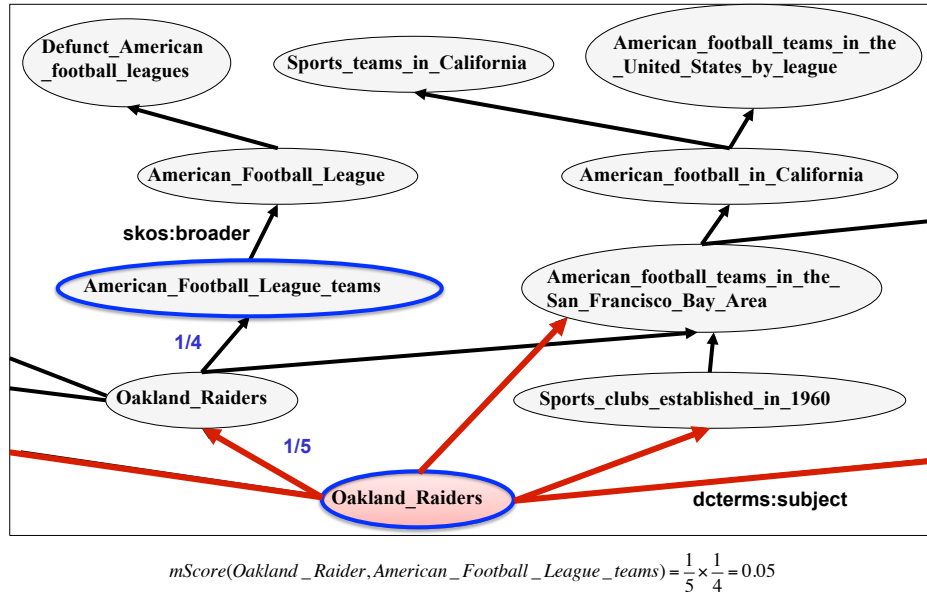 Defunct_American
_football_leagues
Sports_teams_in_California
American_football_teams_in_the
_United_States_by_league
American_Football_League
American_football_in_California
skos:broader
American_Football_League_teams
American_football_teams_in_the_
San_Francisco_Bay_Area
1/4
Oakland_Raiders
Sports_clubs_established_in_1960
1/5
Oakland_Raiders
dcterms:subject
mScore(Oakland_Raider, American_Football_League_teams) = 1/5 × 1/4 = 0.05